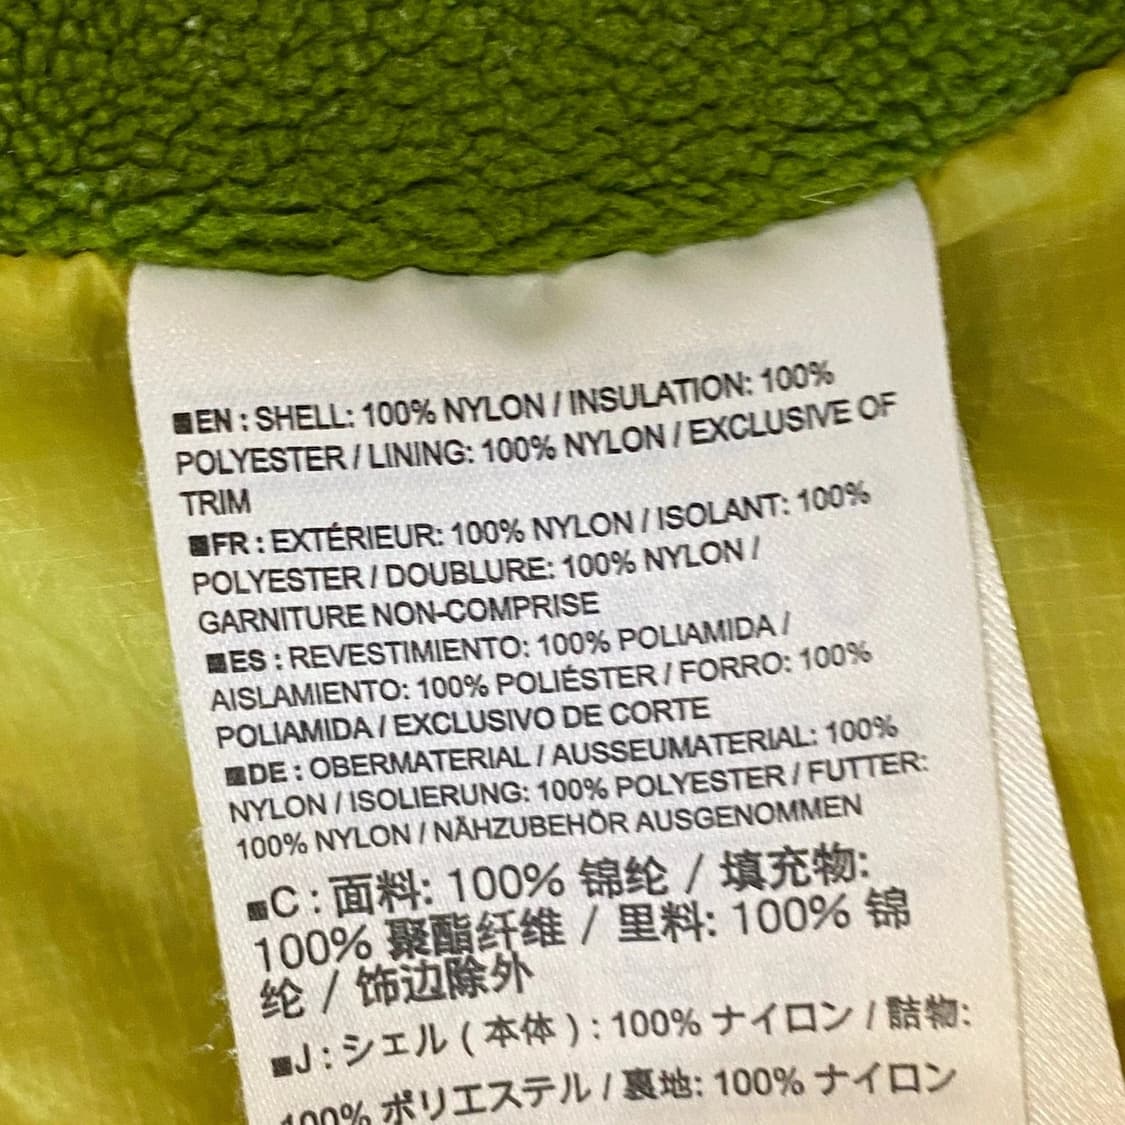 ■EN : SHELL: 100% NYLON / INSULATION: 100%
POLYESTER / LINING: 100% NYLON / EXCLUSIVE OF
TRIM
■FR : EXTÉRIEUR: 100% NYLON / ISOLANT: 100%
POLYESTER / DOUBLURE: 100% NYLON /
GARNITURE NON-COMPRISE
■ES : REVESTIMIENTO: 100% POLIAMIDA /
AISLAMIENTO: 100% POLIÉSTER / FORRO: 100%
POLIAMIDA / EXCLUSIVO DE CORTE
■DE : OBERMATERIAL / AUSSEUMATERIAL: 100%
NYLON / ISOLIERUNG: 100% POLYESTER / FUTTER:
100% NYLON / NÄHZUBEHÖR AUSGENOMMEN
■C : 面料: 100% 锦纶 / 填充物:
100% 聚酯纤维 / 里料: 100% 锦
纶 / 饰边除外
■J : シェル ( 本体 ) : 100% ナイロン / 詰物:
100% ポリエステル / 裏地: 100% ナイロン